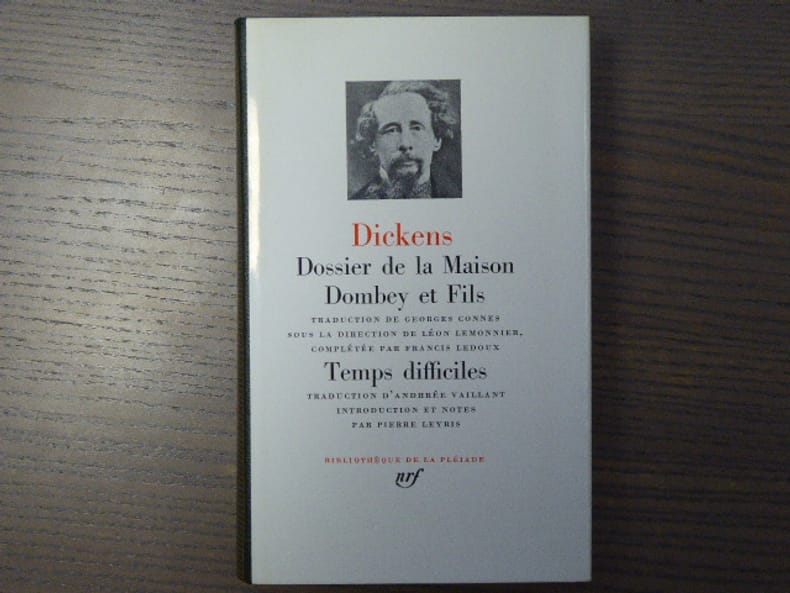 Dickens
Dossier de la Maison
Dombey et Fils
TRADUCTION DE GEORGES CONNES
SOUS LA DIRECTION DE LÉON LEMONNIER,
COMPLÉTÉE PAR FRANCIS LEDOUX
Temps difficiles
TRADUCTION D'ANDHRÉE VAILLANT
INTRODUCTION ET NOTES
PAR PIERRE LEYRIS
BIBLIOTHÈQUE DE LA PLÉIADE
nrf